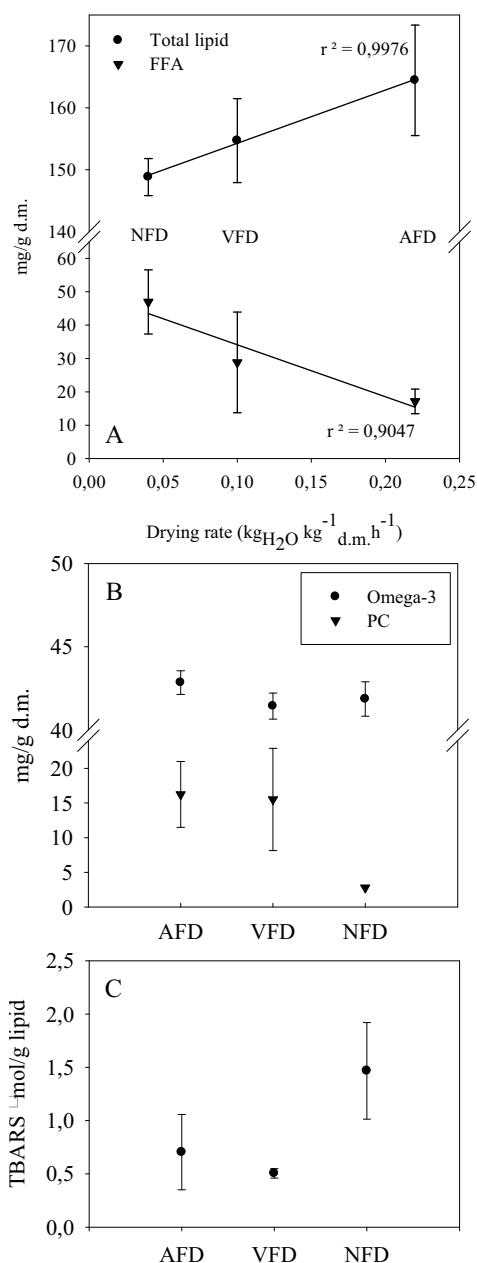 170
Total lipid
FFA
r ² = 0,9976
160
150
140
mg/g d.m.
NFD
VFD
AFD
60
50
40
30
20
10
0
A
r ² = 0,9047
0,00
0,05
0,10
0,15
0,20
0,25
Drying rate (kgH2O kg-1d.m.h-1)
50
B
Omega-3
PC
45
40
mg/g d.m.
20
15
10
5
0
AFD
VFD
NFD
2,5
C
2,0
1,5
1,0
0,5
0,0
TBARS mol/g lipid
AFD
VFD
NFD